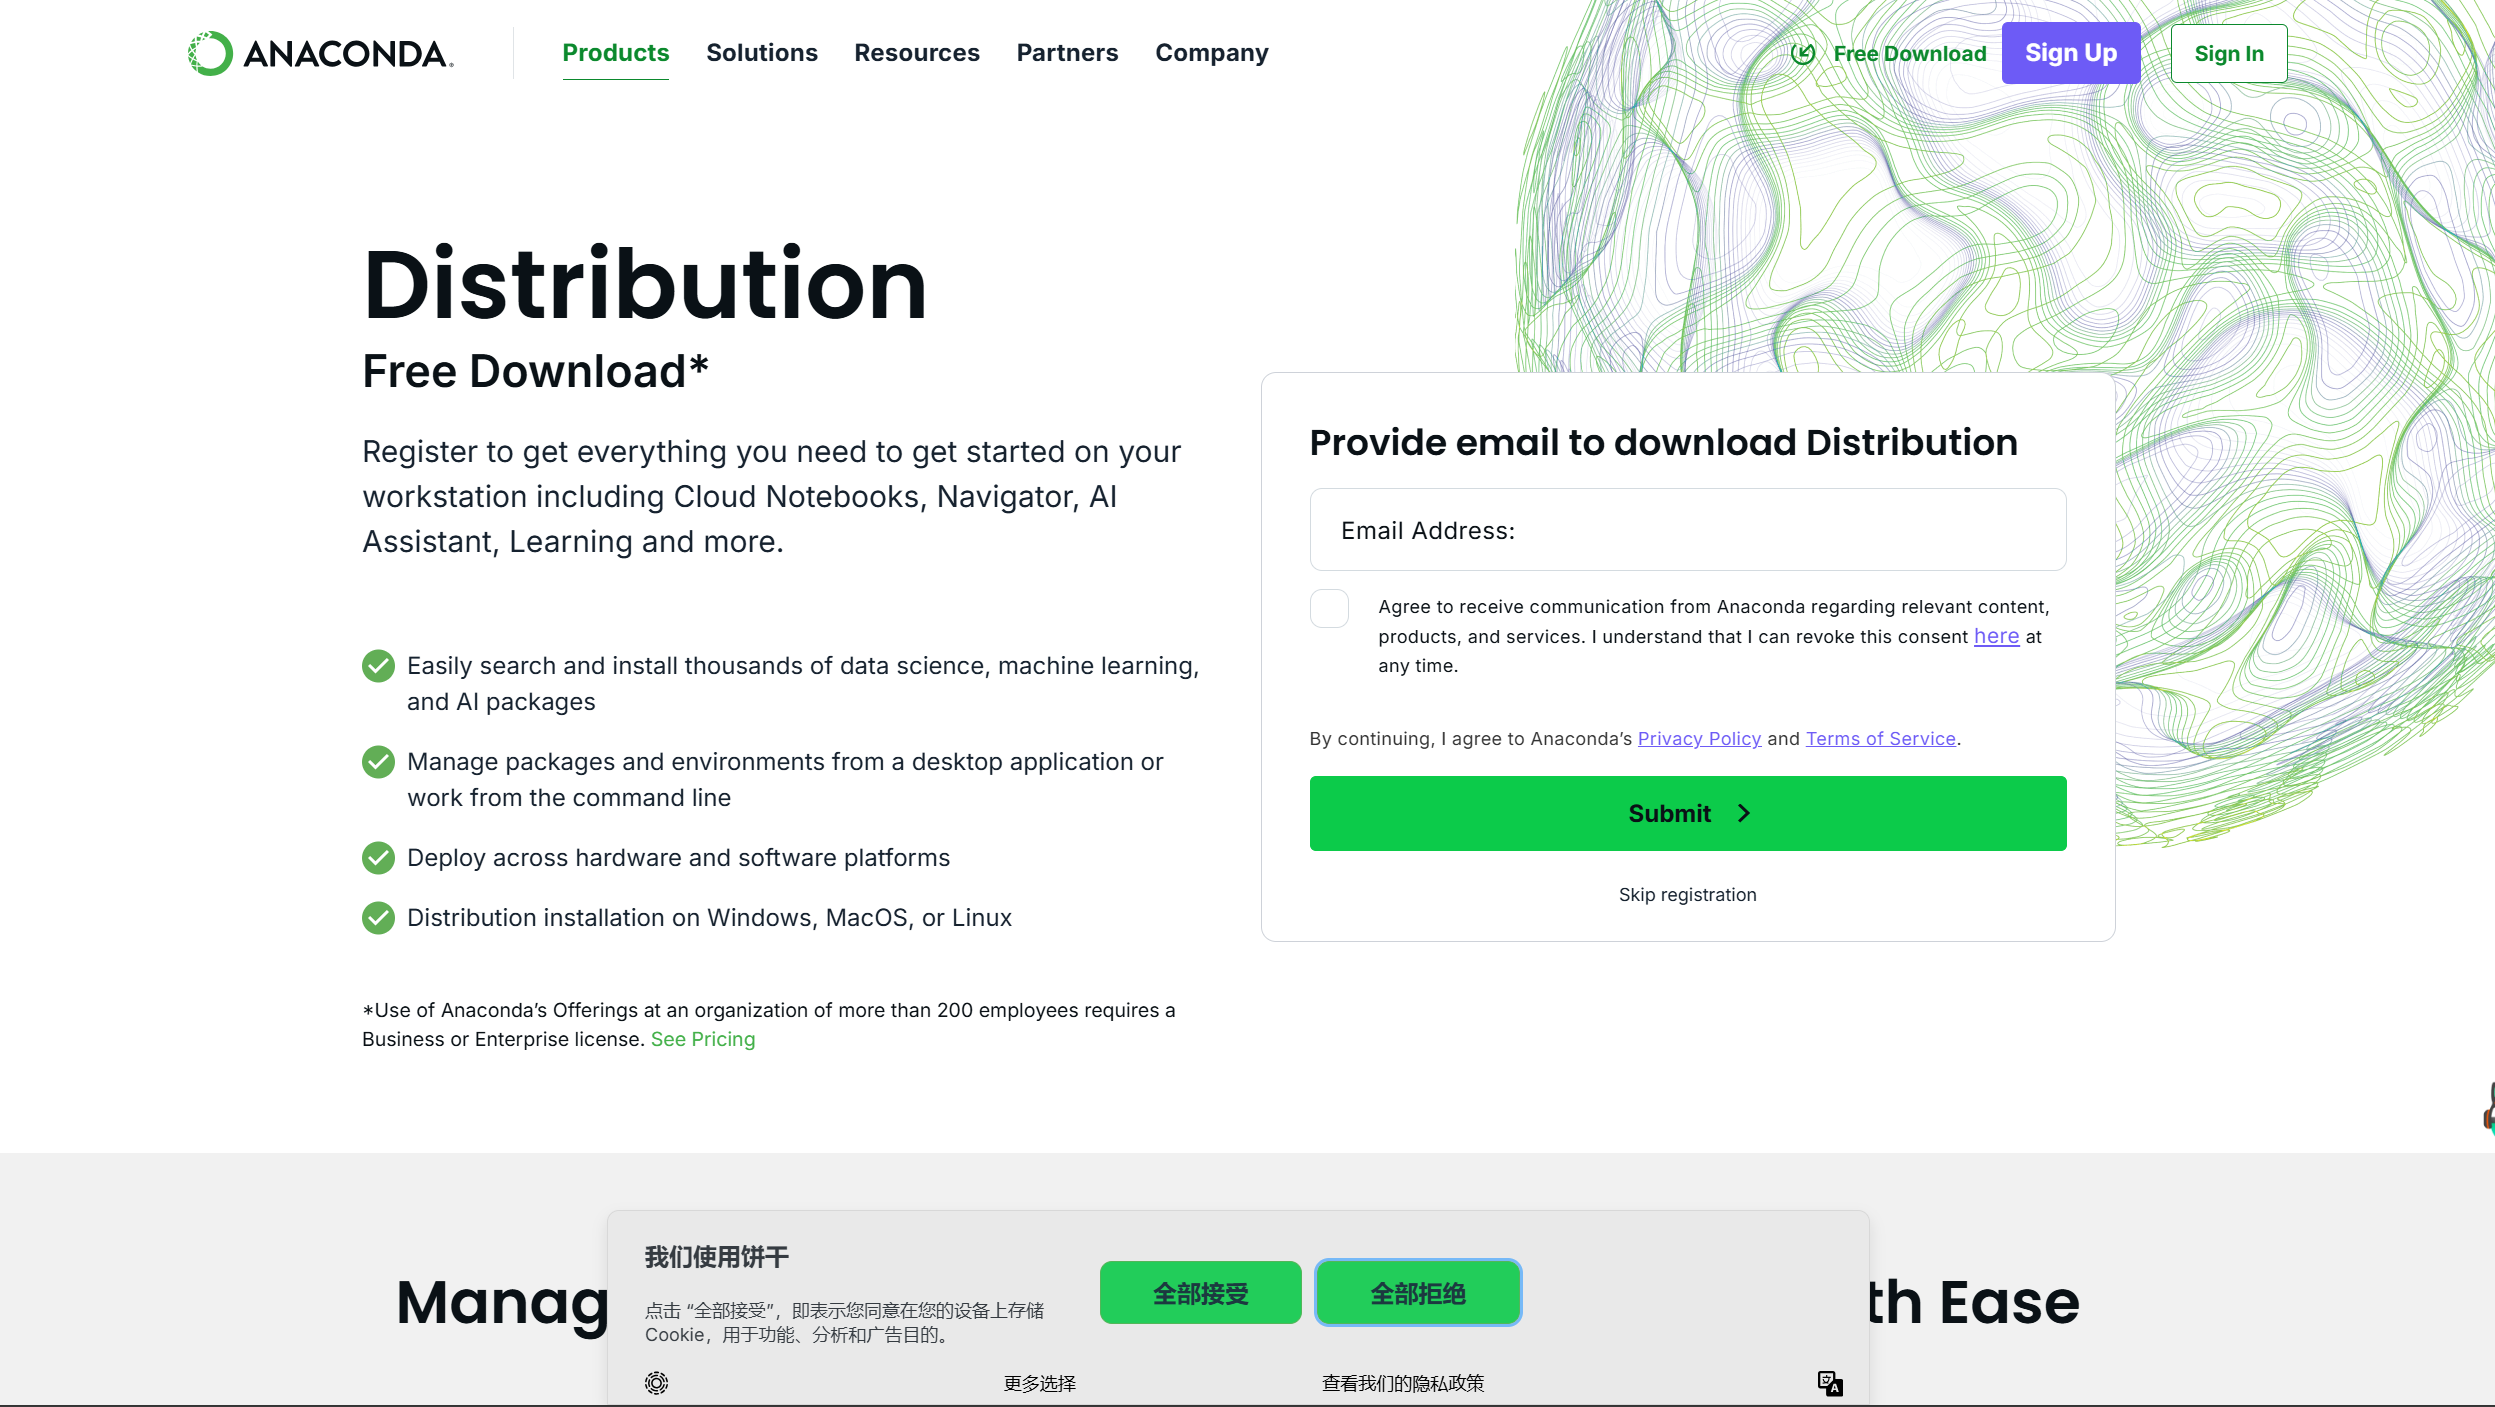 ANACONDA
Products
Solutions
Resources
Partners
Company
Free Download
Sign Up
Sign In
Distribution
Free Download*
Register to get everything you need to get started on your
workstation including Cloud Notebooks, Navigator, AI
Assistant, Learning and more.
Easily search and install thousands of data science, machine learning,
and AI packages
Manage packages and environments from a desktop application or
work from the command line
Deploy across hardware and software platforms
Distribution installation on Windows, MacOS, or Linux
*Use of Anaconda’s Offerings at an organization of more than 200 employees requires a
Business or Enterprise license. See Pricing
Provide email to download Distribution
Email Address:
Agree to receive communication from Anaconda regarding relevant content,
products, and services. I understand that I can revoke this consent here at
any time.
By continuing, I agree to Anaconda’s Privacy Policy and Terms of Service.
Submit
Skip registration
Manag
th Ease
我们使用饼干
点击 “全部接受”，即表示您同意在您的设备上存储
Cookie，用于功能、分析和广告目的。
全部接受
全部拒绝
更多选择
查看我们的隐私政策